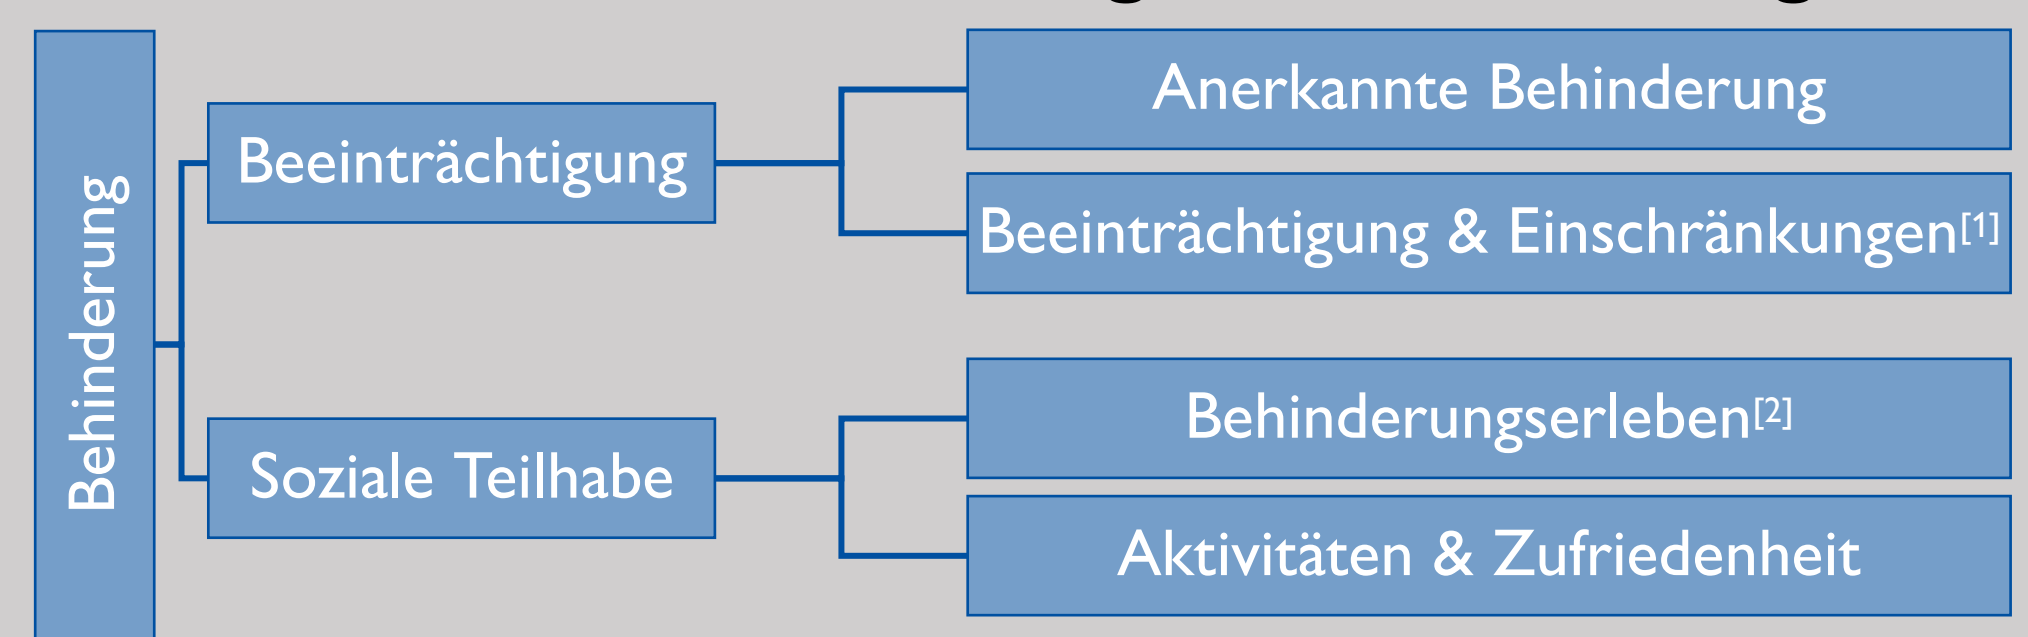 Behinderung
Beeinträchtigung
Anerkannte Behinderung
Beeinträchtigung & Einschränkungen[1]
Soziale Teilhabe
Behinderungserleben[2]
Aktivitäten & Zufriedenheit